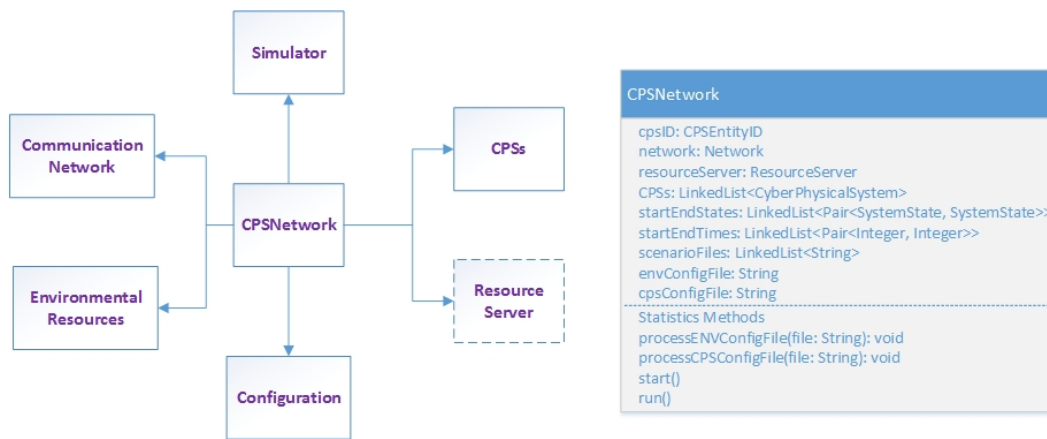 Simulator
Communication
Network
CPSs
CPSNetwork
Environmental
Resources
Resource
Server
Configuration
CPSNetwork
cpsID: CPSEntityID
network: Network
resourceServer: ResourceServer
CPSs: LinkedList<CyberPhysicalSystem>
startEndStates: LinkedList<Pair<SystemState, SystemState>>
startEndTimes: LinkedList<Pair<Integer, Integer>>
scenarioFiles: LinkedList<String>
envConfigFile: String
cpsConfigFile: String
Statistics Methods
processENVConfigFile(file: String): void
processCPSConfigFile(file: String): void
start()
run()